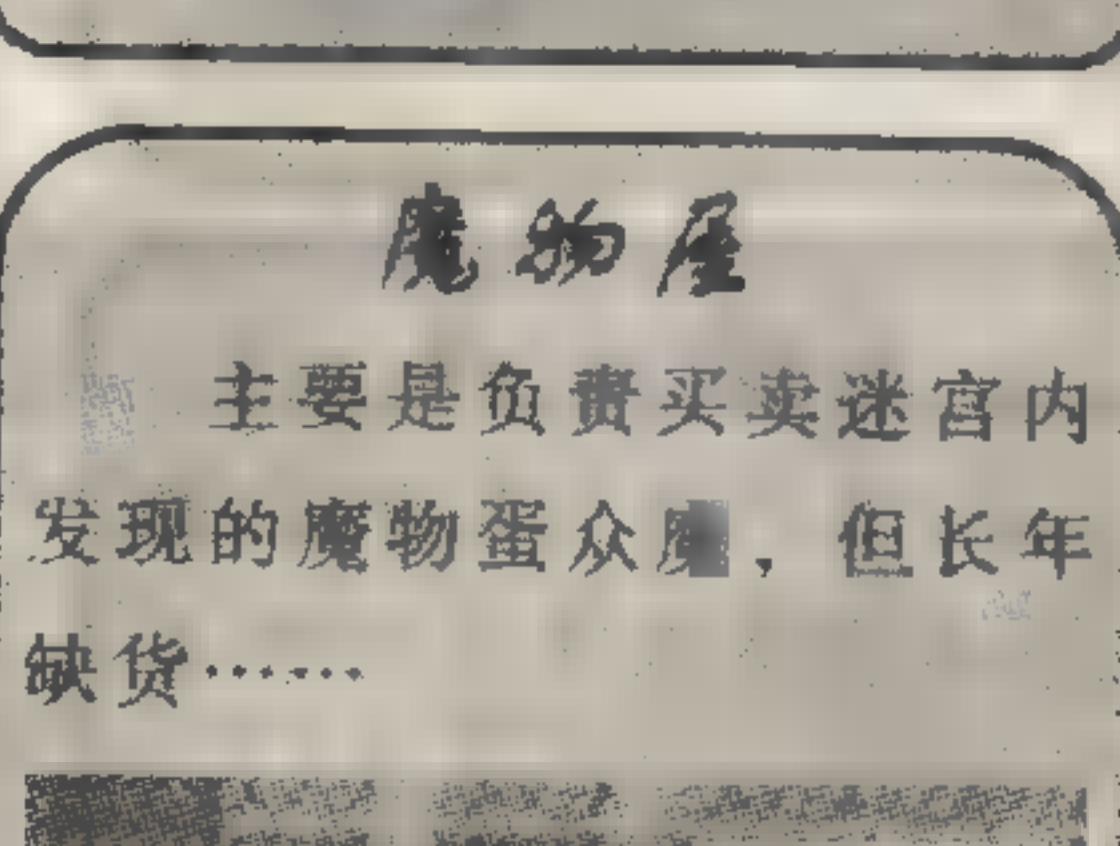 魔物屋
主要是负责买卖迷宫内
发现的魔物蛋众魔，但长年
缺货……